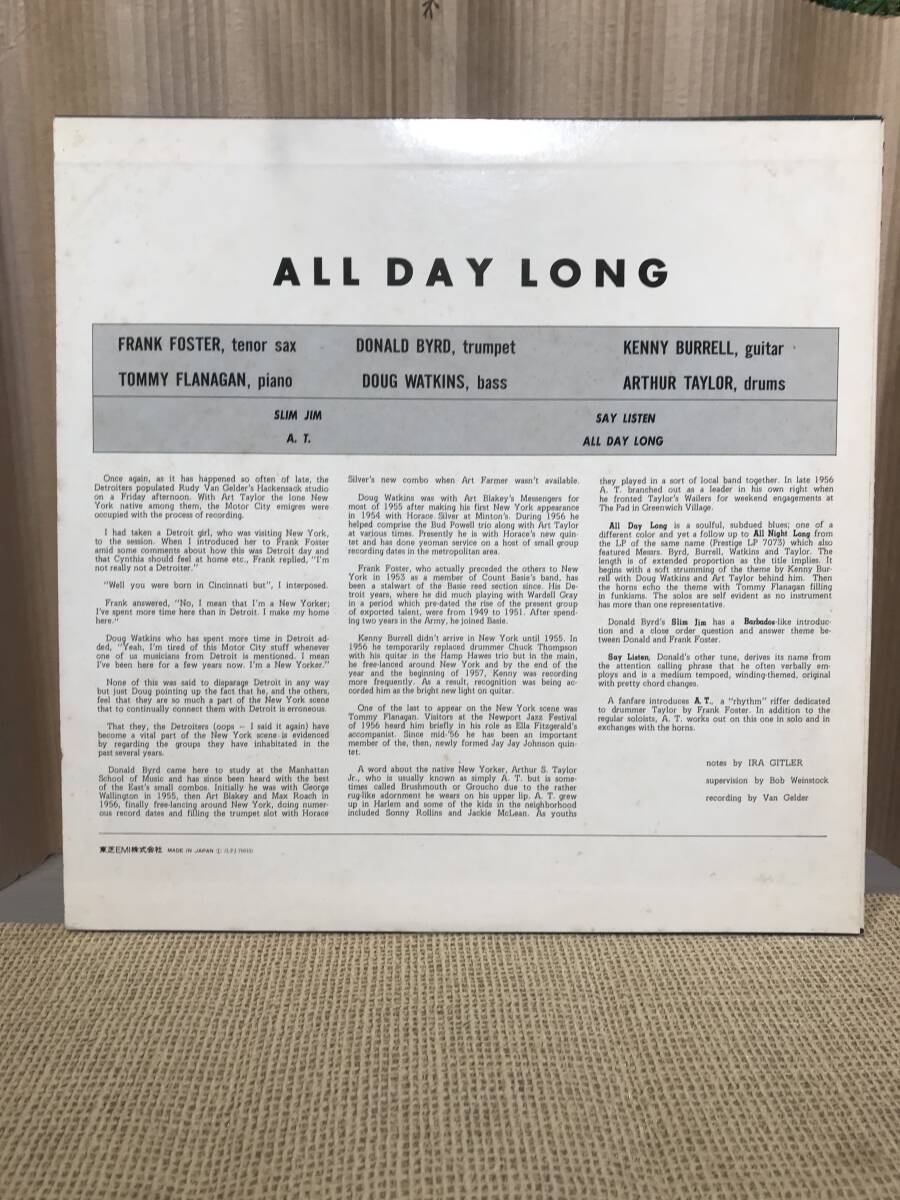 ALL DAY LONG
FRANK FOSTER, tenor sax
DONALD BYRD, trumpet
KENNY BURRELL, guitar
TOMMY FLANAGAN, piano
DOUG WATKINS, bass
ARTHUR TAYLOR, drums
SLIM JIM
SAY LISTEN
A. T.
ALL DAY LONG
Once again, as it has happened so often of late, the
Detroiters populated Rudy Van Gelder's Hackensack studio
on a Friday afternoon. With Art Taylor the lone New
York native among them, the Motor City emigres were
occupied with the process of recording.
I had taken a Detroit girl, who was visiting New York,
to the session. When I introduced her to Frank Foster
amid some comments about how this was Detroit day and
that Cynthia should feel at home etc., Frank replied, "I'm
not really not a Detroiter."
"Well you were born in Cincinnati but", I interposed.
Frank answered, "No, I mean that I'm a New Yorker;
I've spent more time here than in Detroit. I make my home
here."
Doug Watkins who has spent more time in Detroit ad-
ded, "Yeah, I'm tired of this Motor City stuff whenever
one of us musicians from Detroit is mentioned. I mean
I've been here for a few years now. I'm a New Yorker."
None of this was said to disparage Detroit in any way
but just Doug pointing up the fact that he, and the others,
feel that they are so much a part of the New York scene
that to continually connect them with Detroit is erroneous.
That they, the Detroiters (oops — I said it again) have
become a vital part of the New York scene is evidenced
by regarding the groups they have inhabitated in the
past several years.
Donald Byrd came here to study at the Manhattan
School of Music and has since been heard with the best
of the East's small combos. Initially he was with George
Wallington in 1955, then Art Blakey and Max Roach in
1956, finally free-lancing around New York, doing numer-
ous record dates and filling the trumpet slot with Horace
Silver's new combo when Art Farmer wasn't available.
Doug Watkins was with Art Blakey's Messengers for
most of 1955 after making his first New York appearance
in 1954 with Horace Silver at Minton's. During 1956 he
helped comprise the Bud Powell trio along with Art Taylor
at various times. Presently he is with Horace's new quin-
tet and has done yeoman service on a host of small group
recording dates in the metropolitan area.
Frank Foster, who actually preceded the others to New
York in 1953 as a member of Count Basie's band, has
been a stalwart of the Basie reed section since. His De-
troit years, where he did much playing with Wardell Gray
in a period which pre-dated the rise of the present group
of exported talent, were from 1949 to 1951. After spend-
ing two years in the Army, he joined Basie.
Kenny Burrell didn't arrive in New York until 1955. In
1956 he temporarily replaced drummer Chuck Thompson
with his guitar in the Hamp Hawes trio but in the main,
he free-lanced around New York and by the end of the
year and the beginning of 1957, Kenny was recording
more frequently. As a result, recognition was being ac-
corded him as the bright new light on guitar.
One of the last to appear on the New York scene was
Tommy Flanagan. Visitors at the Newport Jazz Festival
of 1956 heard him briefly in his role as Ella Fitzgerald's
accompanist. Since mid-'56 he has been an important
member of the, then, newly formed Jay Jay Johnson quin-
tet.
A word about the native New Yorker, Arthur S. Taylor
Jr., who is usually known as simply A. T. but is some-
times called Brushmouth or Groucho due to the rather
rug-like adornment he wears on his upper lip. A. T. grew
up in Harlem and some of the kids in the neighborhood
included Sonny Rollins and Jackie McLean. As youths
they played in a sort of local band together. In late 1956
A. T. branched out as a leader in his own right when
he fronted Taylor's Wailers for weekend engagements at
The Pad in Greenwich Village.
All Day Long is a soulful, subdued blues; one of a
different color and yet a follow up to All Night Long from
the LP of the same name (Prestige LP 7073) which also
featured Messrs. Byrd, Burrell, Watkins and Taylor. The
length is of extended proportion as the title implies. It
begins with a soft strumming of the theme by Kenny Bur-
rell with Doug Watkins and Art Taylor behind him. Then
the horns echo the theme with Tommy Flanagan filling
in funkisms. The solos are self evident as no instrument
has more than one representative.
Donald Byrd's Slim Jim has a Barbados-like introduc-
tion and a close order question and answer theme be-
tween Donald and Frank Foster.
Say Listen, Donald's other tune, derives its name from
the attention calling phrase that he often verbally em-
ploys and is a medium tempoed, winding-themed, original
with pretty chord changes.
A fanfare introduces A. T., a "rhythm" riffer dedicated
to drummer Taylor by Frank Foster. In addition to the
regular soloists, A. T. works out on this one in solo and in
exchanges with the horns.
notes by IRA GITLER
supervision by Bob Weinstock
recording by Van Gelder
東芝EMI株式会社 MADE IN JAPAN